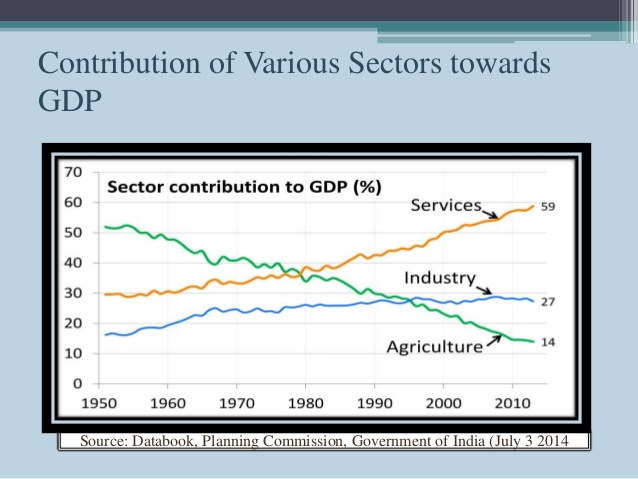 Contribution of Various Sectors towards
GDP
Sector contribution to GDP (%)
70
60
50
40
30
20
10
0
Services
59
Industry
27
Agriculture
14
1950 1960 1970 1980 1990 2000 2010
Source: Databook, Planning Commission, Government of India (July 3 2014